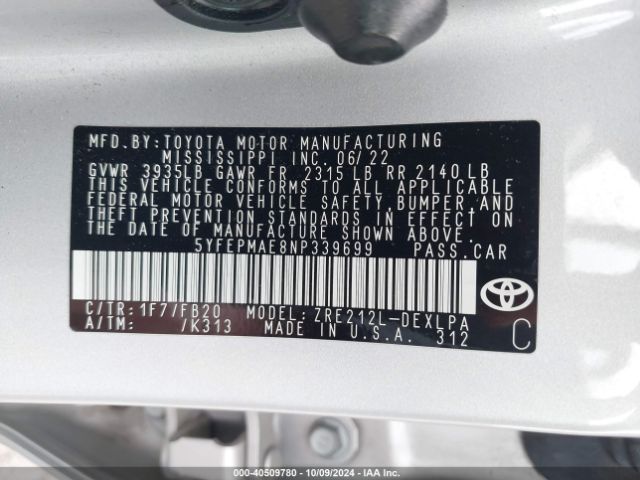 MFD. BY: TOYOTA MOTOR MANUFACTURING
MISSISSIPPI INC. 06/22
GVWR 3935LB GAWR FR 2315 LB RR 2140 LB
THIS VEHICLE CONFORMS TO ALL APPLICABLE
FEDERAL MOTOR VEHICLE SAFETY, BUMPER, AND
THEFT PREVENTION STANDARDS IN EFFECT ON
THE DATE OF MANUFACTURE SHOWN ABOVE.
5YFEPMAE8NP339699 PASS. CAR
C/TR: 1F7/FB20 MODEL: ZRE212L-DEXLPA
A/TM: /K313 MADE IN U.S.A. 312
C
000-40509780 - 10/09/2024 - IAA Inc.